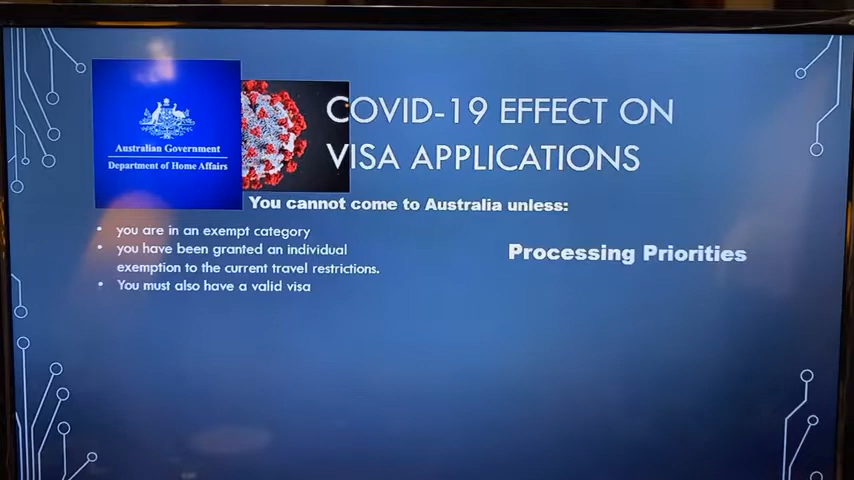 Australian Government
Department of Home Affairs
COVID-19 EFFECT ON
VISA APPLICATIONS
You cannot come to Australia unless:
• you are in an exempt category
• you have been granted an individual
exemption to the current travel restrictions.
• You must also have a valid visa
Processing Priorities